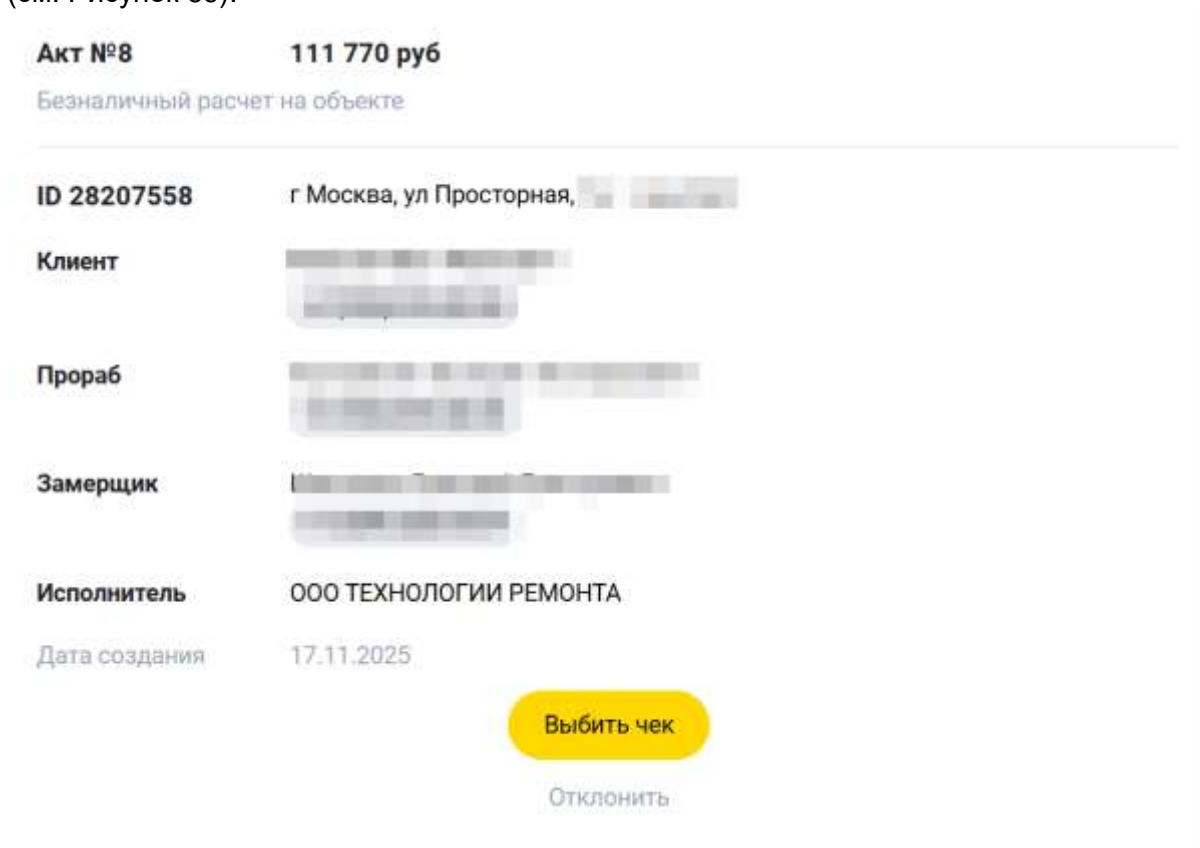 Акт №8 111 770 руб
Безналичный расчет на объекте
ID 28207558 г Москва, ул Просторная,
Клиент
Прораб
Замерщик
Исполнитель ООО ТЕХНОЛОГИИ РЕМОНТА
Дата создания 17.11.2025
Выбить чек
Отклонить